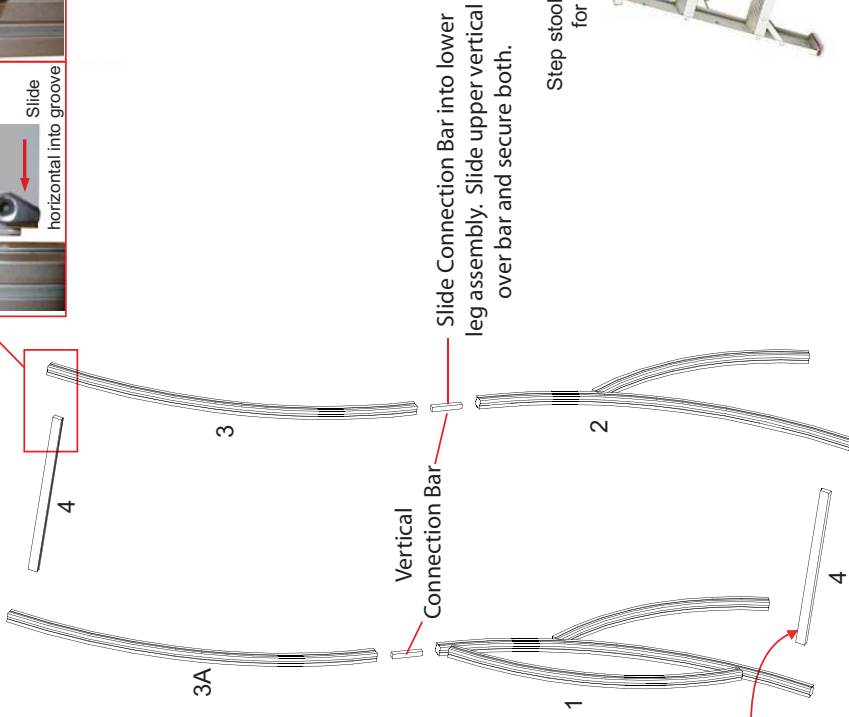 Slide
horizontal into groove
Step stool
for
Slide Connection Bar into lower
leg assembly. Slide upper vertical
over bar and secure both.
3
2
4
Vertical
Connection Bar
3A
1
4